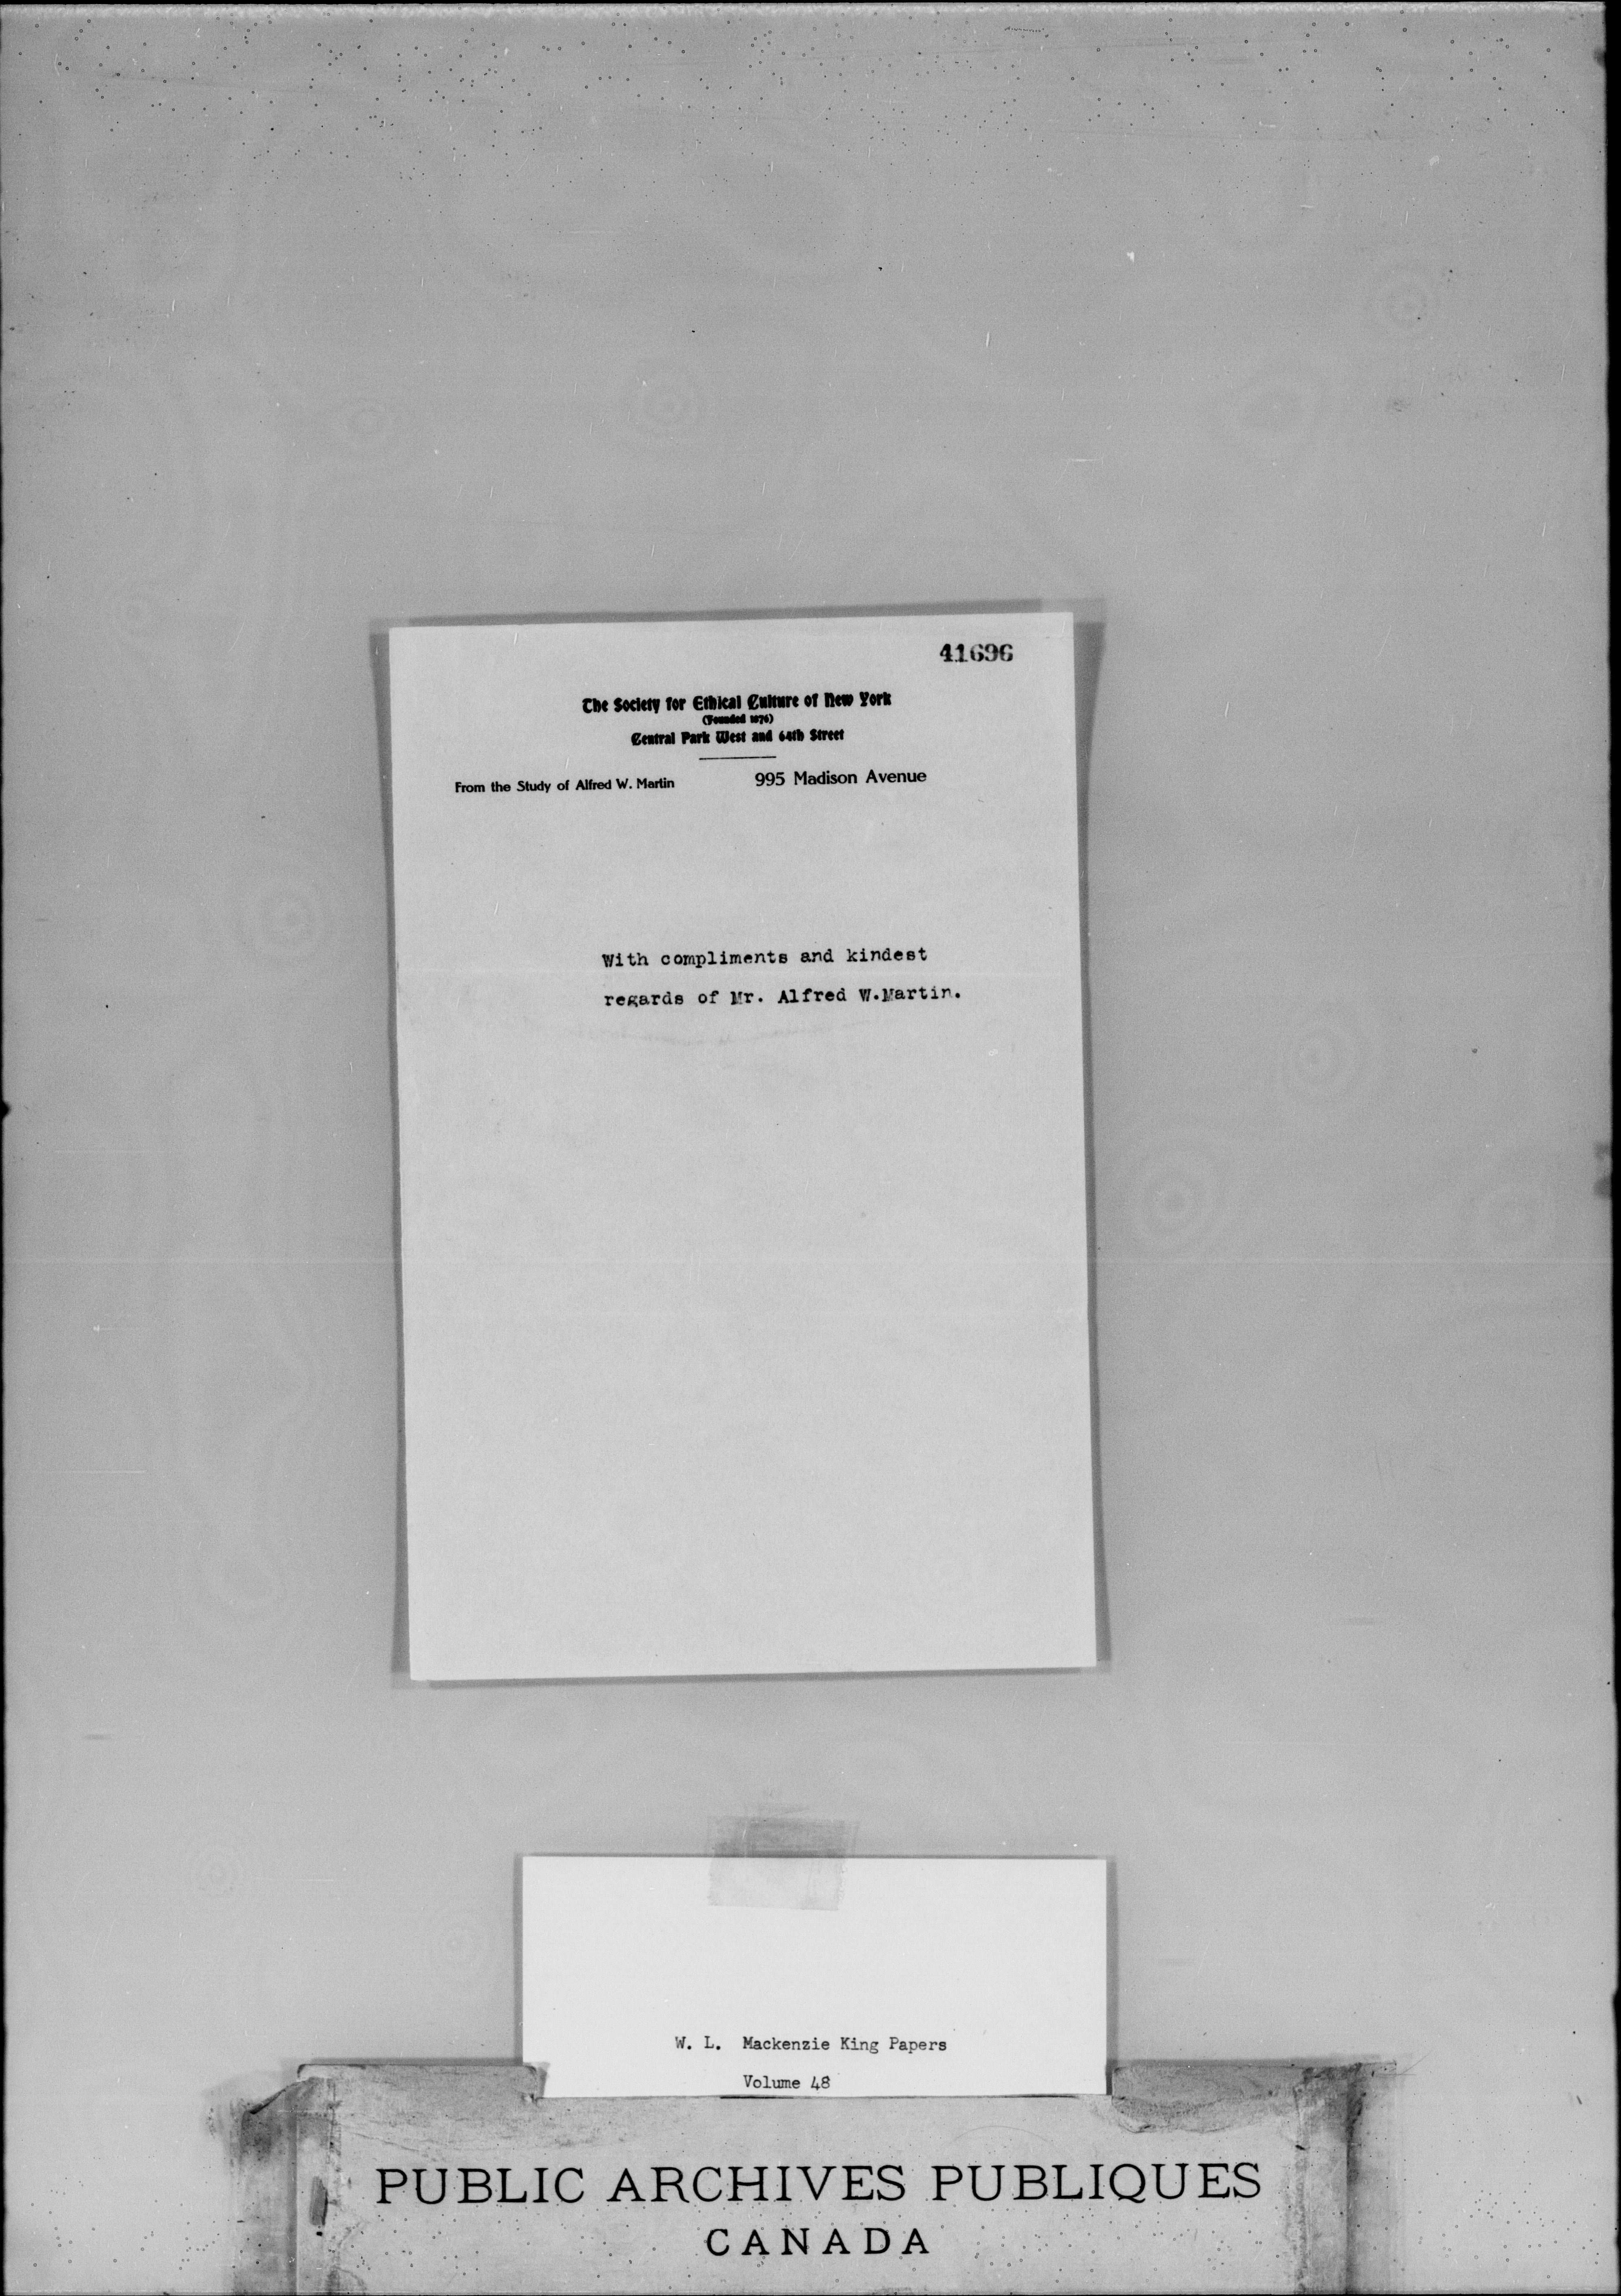 41696
The Society for Ethical Culture of New York
(Founded 1876)
Central Park West and 64th Street
From the Study of Alfred W. Martin 995 Madison Avenue
With compliments and kindest
regards of Mr. Alfred W.Martin.
W. L. Mackenzie King Papers
Volume 48
PUBLIC ARCHIVES PUBLIQUES
CANADA